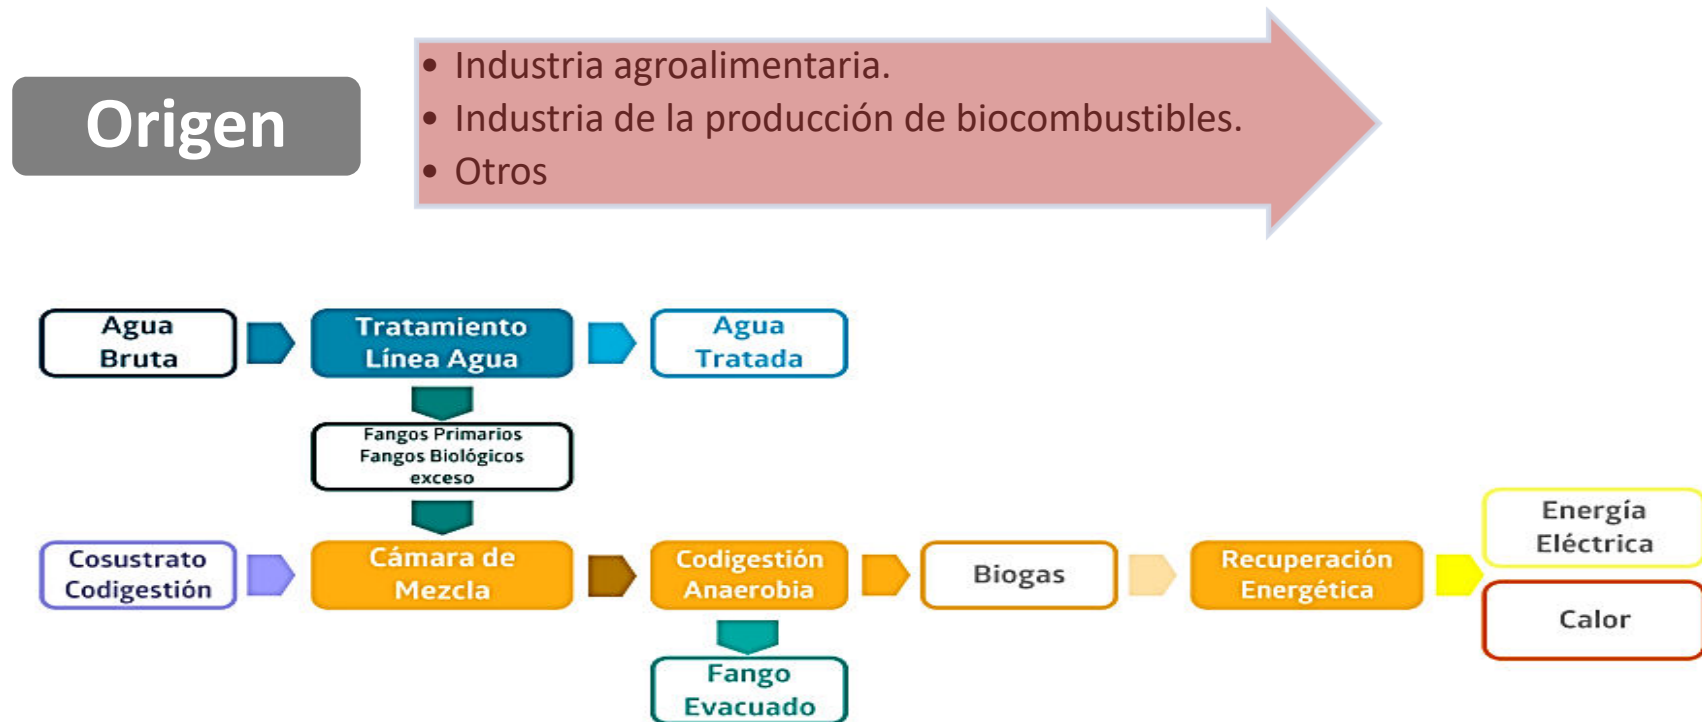 Origen
• Industria agroalimentaria.
• Industria de la producción de biocombustibles.
• Otros
Agua
Bruta
Tratamiento
Línea Agua
Agua
Tratada
Fangos Primarios
Fangos Biológicos
exceso
Cosustrato
Codigestión
Cámara de
Mezcla
Codigestión
Anaerobia
Biogas
Recuperación
Energética
Energía
Eléctrica
Calor
Fango
Evacuado